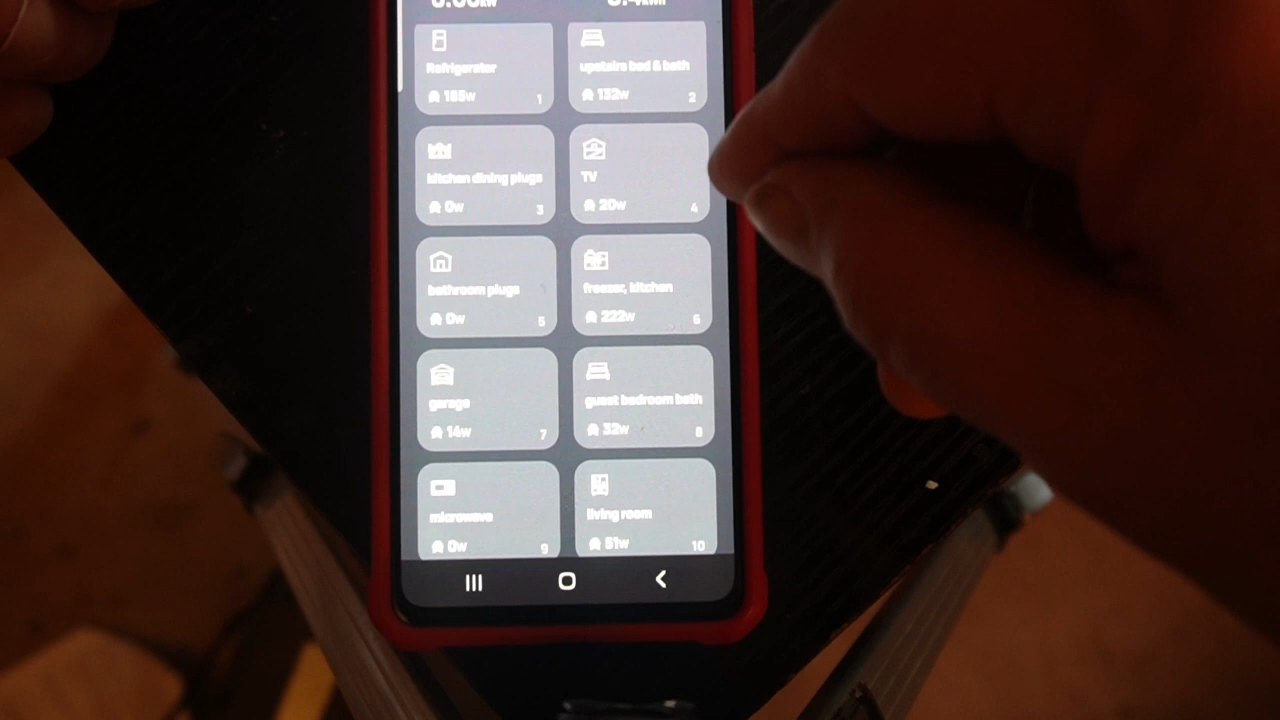 Refrigerator
185w
1
upstairs bed & bath
132w
2
kitchen dining plugs
0w
3
TV
20w
4
bathroom plugs
0w
5
freezer, kitchen
222w
6
garage
14w
7
guest bedroom bath
32w
8
microwave
0w
9
living room
51w
10